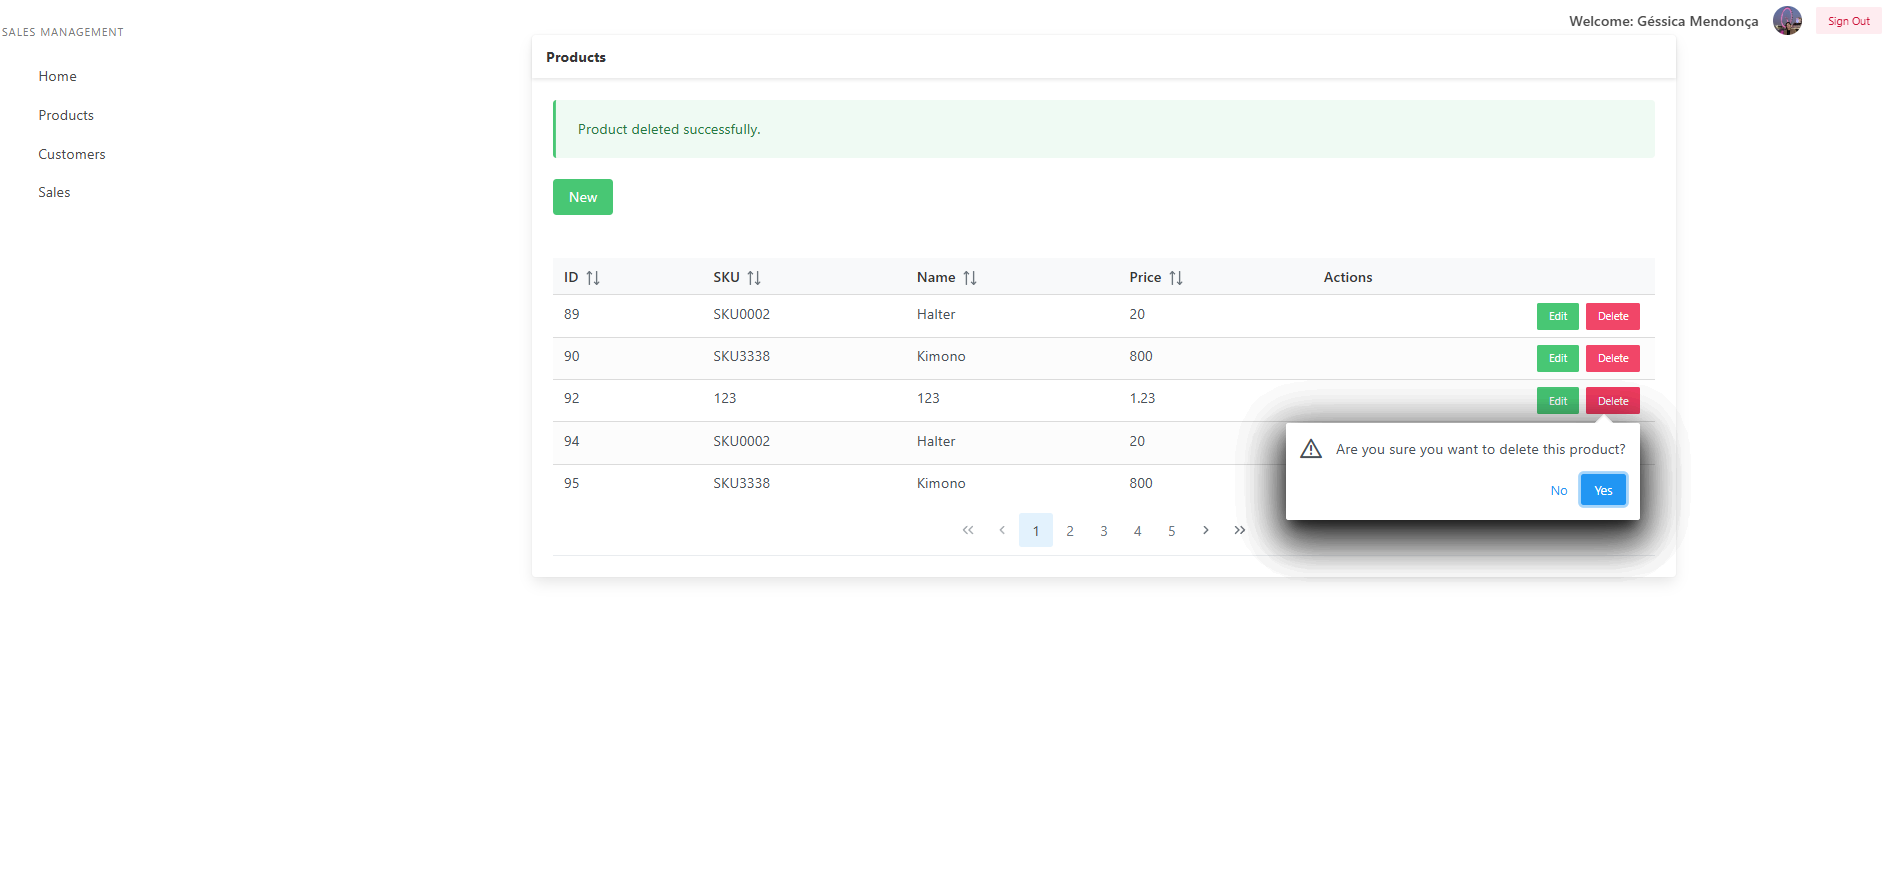 Welcome: Géssica Mendonça Sign Out
SALES MANAGEMENT
Home
Products
Customers
Sales
Products
Product deleted successfully.
New
ID SKU Name Price Actions
89 SKU0002 Halter 20 Edit Delete
90 SKU3338 Kimono 800 Edit Delete
92 123 123 1.23 Edit Delete
94 SKU0002 Halter 20
95 SKU3338 Kimono 800
Are you sure you want to delete this product?
No Yes
« ‹ 1 2 3 4 5 › »